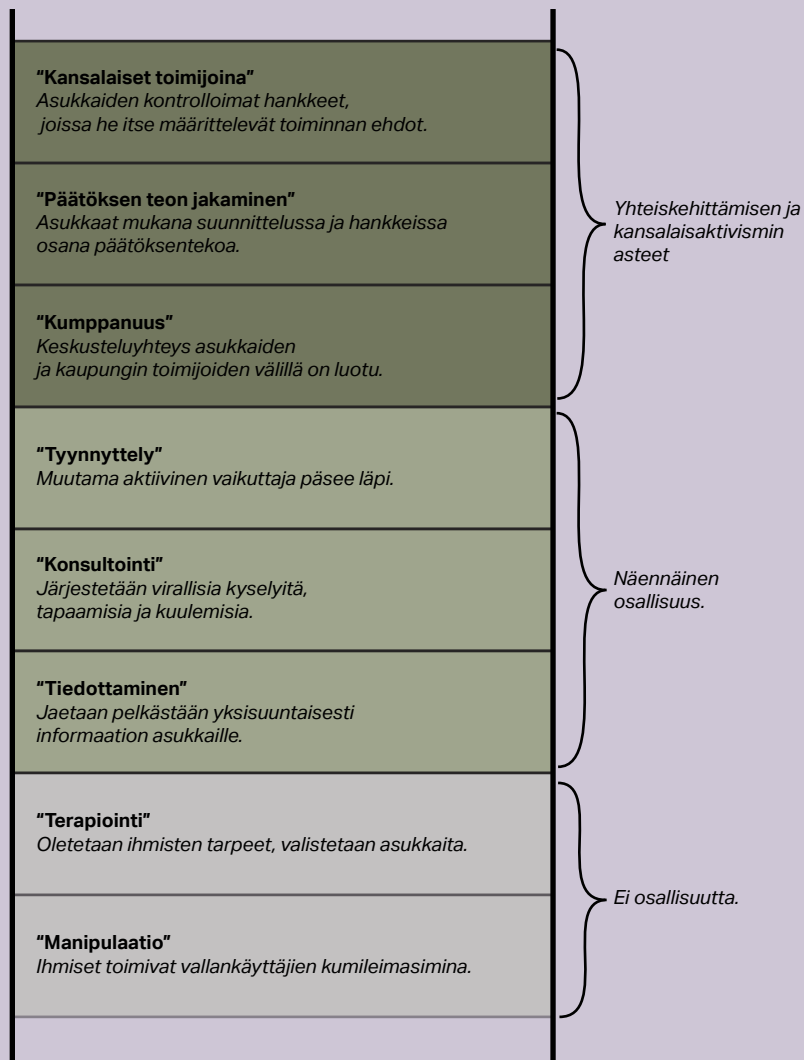 “Kansalaiset toimijoina”
Asukkaiden kontrolloimat hankkeet,
joissa he itse määrittelevät toiminnan ehdot.
“Päätöksen teon jakaminen”
Asukkaat mukana suunnittelussa ja hankkeissa
osana päätöksentekoa.
“Kumppanuus”
Keskusteluyhteys asukkaiden
ja kaupungin toimijoiden välillä on luotu.
Yhteiskehittämisen ja
kansalaisaktivismin
asteet
“Tyynnyttely”
Muutama aktiivinen vaikuttaja päsee läpi.
“Konsultointi”
Järjestetään virallisia kyselyitä,
tapaamisia ja kuulemisia.
“Tiedottaminen”
Jaetaan pelkästään yksisuuntaisesti
informaation asukkaille.
Näennäinen
osallisuus.
“Terapiointi”
Oletetaan ihmisten tarpeet, valistetaan asukkaita.
“Manipulaatio”
Ihmiset toimivat vallankäyttäjien kumileimasimina.
Ei osallisuutta.